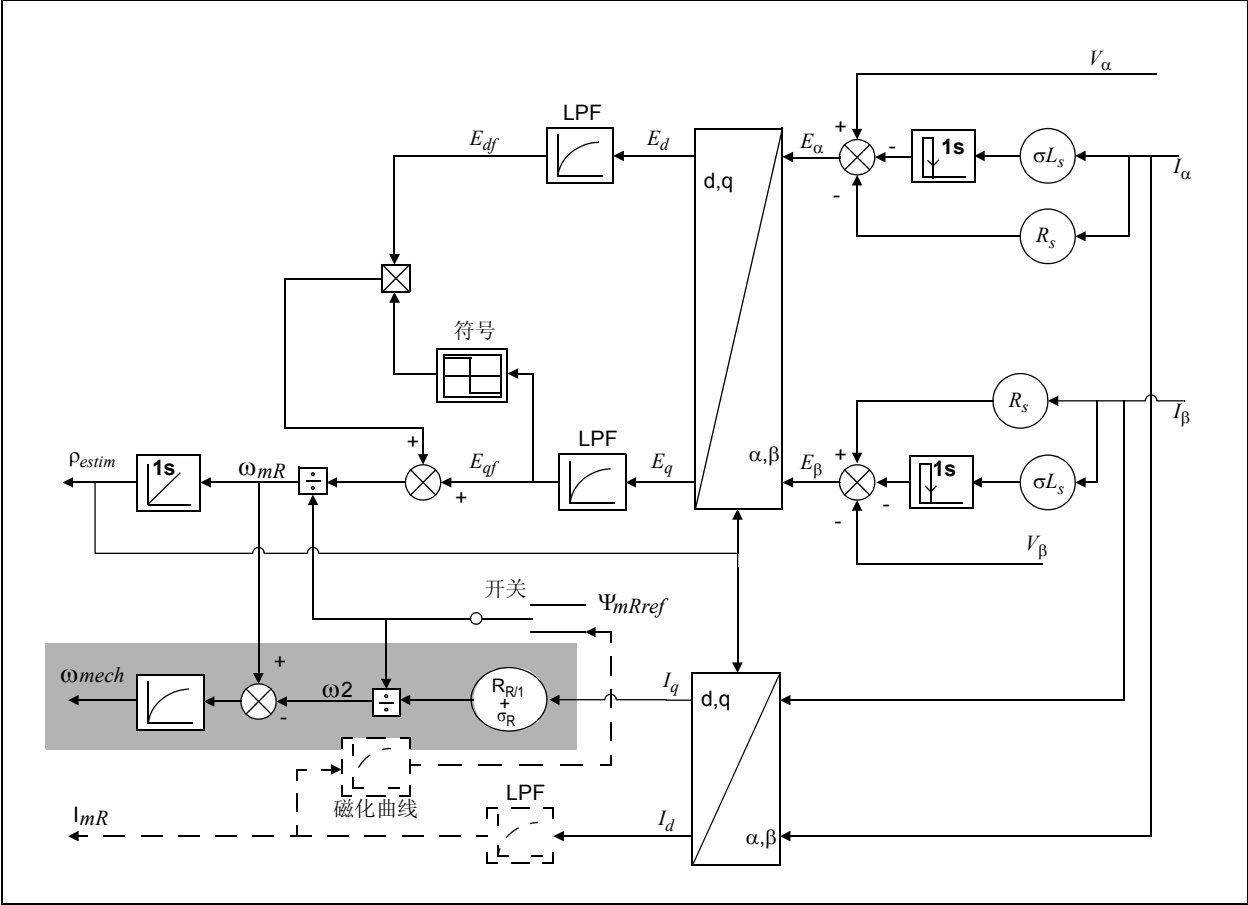 Vα
LPF
Edf
Ed
Eα
+
-
-
1s
σLs
Iα
d,q
Rs
符号
Rs
Iβ
ρestim
1s
ωmR
÷
+
+
Eqf
LPF
Eq
α,β
Eβ
+
-
-
1s
σLs
Vβ
开关
ΨmRref
ωmech
+
-
ω2
÷
RR/1
+
σR
Iq
d,q
磁化曲线
ImR
LPF
Id
α,β